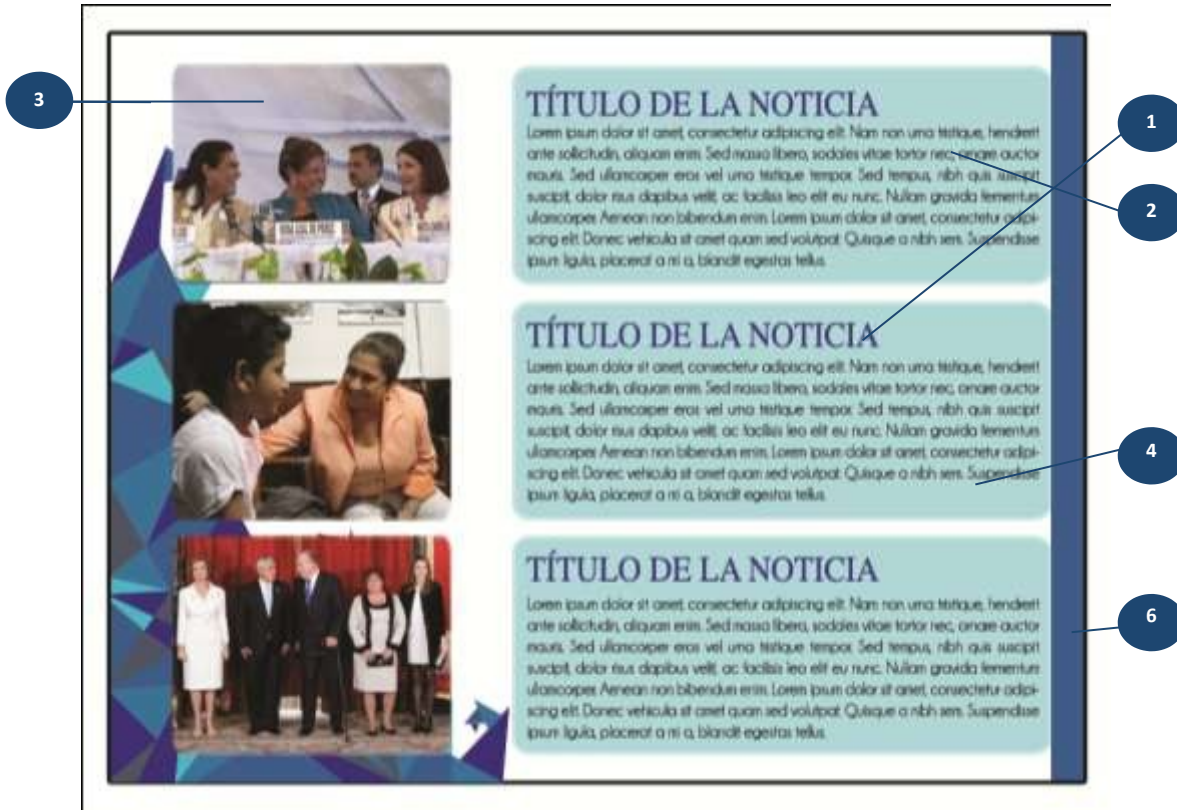 3
TÍTULO DE LA NOTICIA
Lorem ipsum dolor sit amet, consectetur adipiscing elit. Nam non urna tristique, hendrerit
ante sollicitudin, aliquam enim. Sed massa libero, sodales vitae tortor nec, ornare auctor
mauris. Sed ullamcorper eros vel urna tristique tempor. Sed tempus, nibh quis suscipit
suscipit, dolor risus dapibus velit, ac facilisis leo elit eu nunc. Nullam gravida fermentum
ullamcorper. Aenean non bibendum enim. Lorem ipsum dolor sit amet, consectetur adipi-
scing elit. Donec vehicula sit amet quam sed volutpat. Quisque a nibh sem. Suspendisse
ipsum ligula, placerat a mi a, blandit egestas tellus.
1
2
TÍTULO DE LA NOTICIA
Lorem ipsum dolor sit amet, consectetur adipiscing elit. Nam non urna tristique, hendrerit
ante sollicitudin, aliquam enim. Sed massa libero, sodales vitae tortor nec, ornare auctor
mauris. Sed ullamcorper eros vel urna tristique tempor. Sed tempus, nibh quis suscipit
suscipit, dolor risus dapibus velit, ac facilisis leo elit eu nunc. Nullam gravida fermentum
ullamcorper. Aenean non bibendum enim. Lorem ipsum dolor sit amet, consectetur adipi-
scing elit. Donec vehicula sit amet quam sed volutpat. Quisque a nibh sem. Suspendisse
ipsum ligula, placerat a mi a, blandit egestas tellus.
4
TÍTULO DE LA NOTICIA
Lorem ipsum dolor sit amet, consectetur adipiscing elit. Nam non urna tristique, hendrerit
ante sollicitudin, aliquam enim. Sed massa libero, sodales vitae tortor nec, ornare auctor
mauris. Sed ullamcorper eros vel urna tristique tempor. Sed tempus, nibh quis suscipit
suscipit, dolor risus dapibus velit, ac facilisis leo elit eu nunc. Nullam gravida fermentum
ullamcorper. Aenean non bibendum enim. Lorem ipsum dolor sit amet, consectetur adipi-
scing elit. Donec vehicula sit amet quam sed volutpat. Quisque a nibh sem. Suspendisse
ipsum ligula, placerat a mi a, blandit egestas tellus.
6